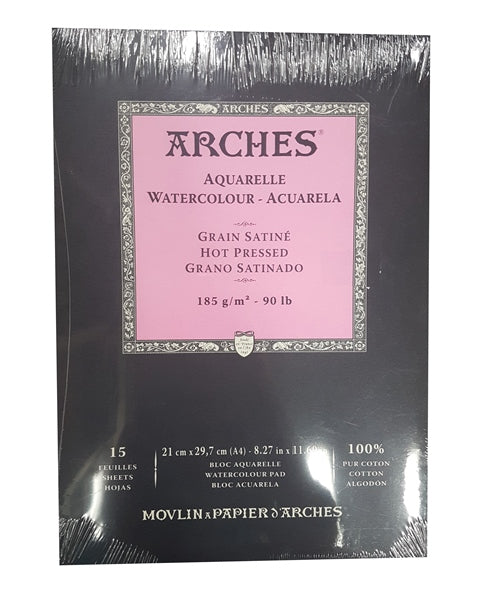 ARCHES
ARCHES®
AQUARELLE
WATERCOLOUR - ACUARELA
GRAIN SATINÉ
HOT PRESSED
GRANO SATINADO
185 g/m² - 90 lb
15
FEUILLES
SHEETS
HOJAS
21 cm x 29,7 cm (A4) - 8.27 in x 11.69 in
BLOC AQUARELLE
WATERCOLOUR PAD
BLOC ACUARELA
100%
PUR COTON
COTTON
ALGODÓN
MOVLIN A PAPIER D'ARCHES